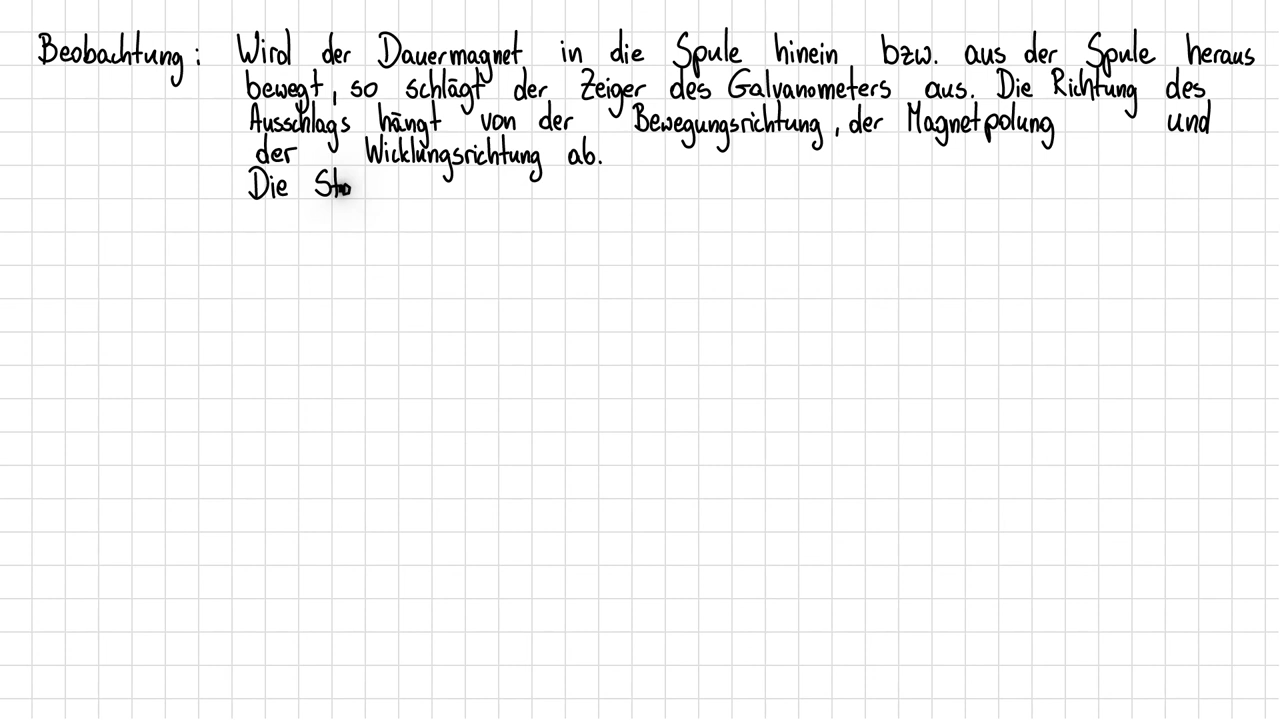 Beobachtung: Wird der Dauermagnet in die Spule hinein bzw. aus der Spule heraus
bewegt, so schlägt der Zeiger des Galvanometers aus. Die Richtung des
Ausschlags hängt von der Bewegungsrichtung, der Magnetpolung und
der Wicklungsrichtung ab.
Die